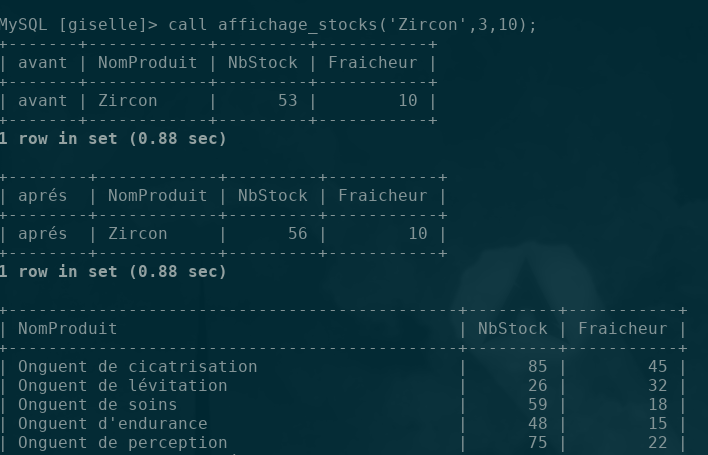 MySQL [giselle]> call affichage_stocks('Zircon',3,10);
+-------+------------+---------+-----------+
| avant | NomProduit | NbStock | Fraicheur |
+-------+------------+---------+-----------+
| avant | Zircon     |      53 |        10 |
+-------+------------+---------+-----------+
1 row in set (0.88 sec)

+--------+------------+---------+-----------+
| aprés  | NomProduit | NbStock | Fraicheur |
+--------+------------+---------+-----------+
| aprés  | Zircon     |      56 |        10 |
+--------+------------+---------+-----------+
1 row in set (0.88 sec)

+---------------------------------------------+---------+-----------+
| NomProduit                                  | NbStock | Fraicheur |
+---------------------------------------------+---------+-----------+
| Onguent de cicatrisation                    |      85 |        45 |
| Onguent de lévitation                       |      26 |        32 |
| Onguent de soins                            |      59 |        18 |
| Onguent d'endurance                         |      48 |        15 |
| Onguent de perception                       |      75 |        22 |